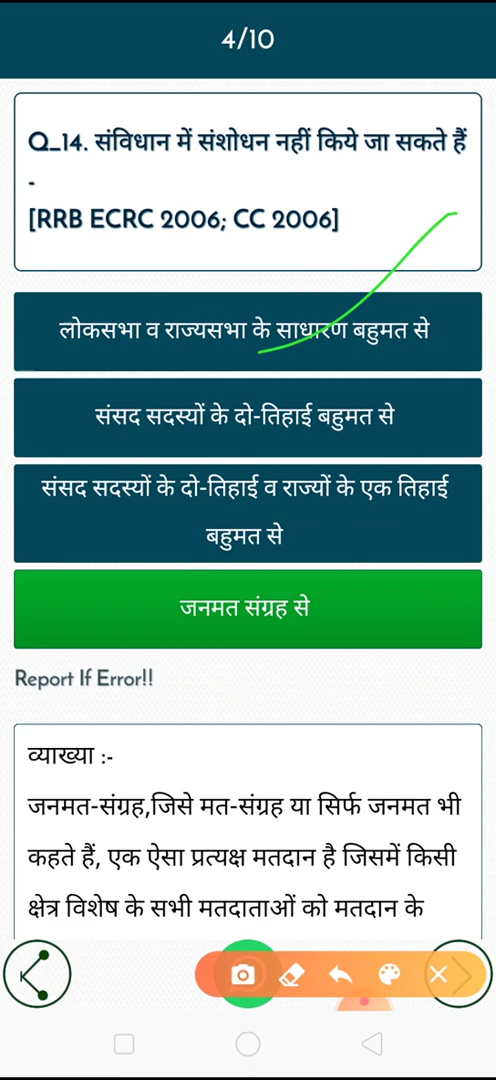 4/10
Q_14. संविधान में संशोधन नहीं किये जा सकते हैं
-
[RRB ECRC 2006; CC 2006]
लोकसभा व राज्यसभा के साधारण बहुमत से
संसद सदस्यों के दो-तिहाई बहुमत से
संसद सदस्यों के दो-तिहाई व राज्यों के एक तिहाई
बहुमत से
जनमत संग्रह से
Report If Error!!
व्याख्या :-
जनमत-संग्रह,जिसे मत-संग्रह या सिर्फ जनमत भी
कहते हैं, एक ऐसा प्रत्यक्ष मतदान है जिसमें किसी
क्षेत्र विशेष के सभी मतदाताओं को मतदान के